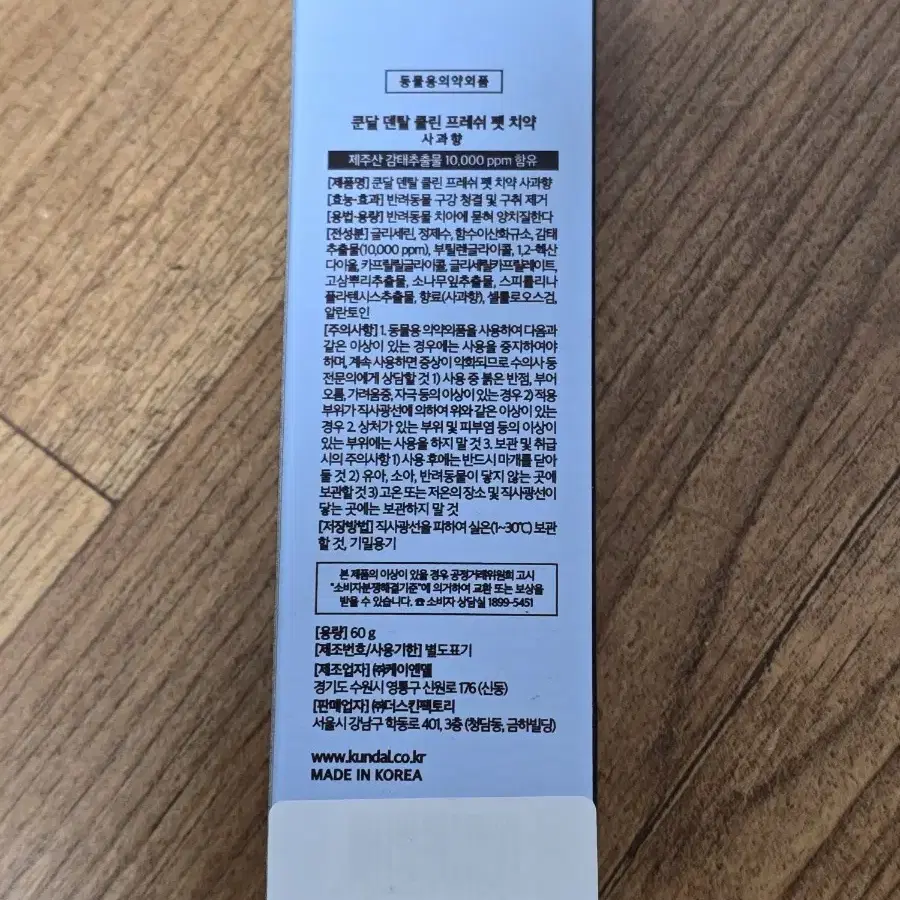 동물용의약외품
쿤달 덴탈 클린 프레쉬 펫 치약
사과향
제주산 감태추출물 10,000 ppm 함유
[제품명] 쿤달 덴탈 클린 프레쉬 펫 치약 사과향
[효능·효과] 반려동물 구강 청결 및 구취 제거
[용법·용량] 반려동물 치아에 묻혀 양치질한다
[전성분] 글리세린, 정제수, 함수이산화규소, 감태
추출물(10,000 ppm), 부틸렌글라이콜, 1,2-헥산
다이올, 카프릴릴글라이콜, 글리세릴카프릴레이트,
고삼뿌리추출물, 소나무잎추출물, 스피룰리나
플라텐시스추출물, 향료(사과향), 셀룰로오스검,
알란토인
[주의사항] 1. 동물용 의약외품을 사용하여 다음과
같은 이상이 있는 경우에는 사용을 중지하여야
하며, 계속 사용하면 증상이 악화되므로 수의사 등
전문의에게 상담할 것 1) 사용 중 붉은 반점, 부어
오름, 가려움증, 자극 등의 이상이 있는 경우 2) 적용
부위가 직사광선에 의하여 위와 같은 이상이 있는
경우 2. 상처가 있는 부위 및 피부염 등의 이상이
있는 부위에는 사용을 하지 말 것 3. 보관 및 취급
시의 주의사항 1) 사용 후에는 반드시 마개를 닫아
둘 것 2) 유아, 소아, 반려동물이 닿지 않는 곳에
보관할 것 3) 고온 또는 저온의 장소 및 직사광선이
닿는 곳에는 보관하지 말 것
[저장방법] 직사광선을 피하여 실온(1~30℃) 보관
할 것, 기밀용기
본 제품의 이상이 있을 경우, 공정거래위원회 고시
"소비자분쟁해결기준"에 의거하여 교환 또는 보상을
받을 수 있습니다. ☎ 소비자 상담실 1899-5451
[용량] 60 g
[제조번호/사용기한] 별도표기
[제조업자] ㈜케이앤엘
경기도 수원시 영통구 신원로 176 (신동)
[판매업자] ㈜더스킨팩토리
서울시 강남구 학동로 401, 3층 (청담동, 금하빌딩)
www.kundal.co.kr
MADE IN KOREA